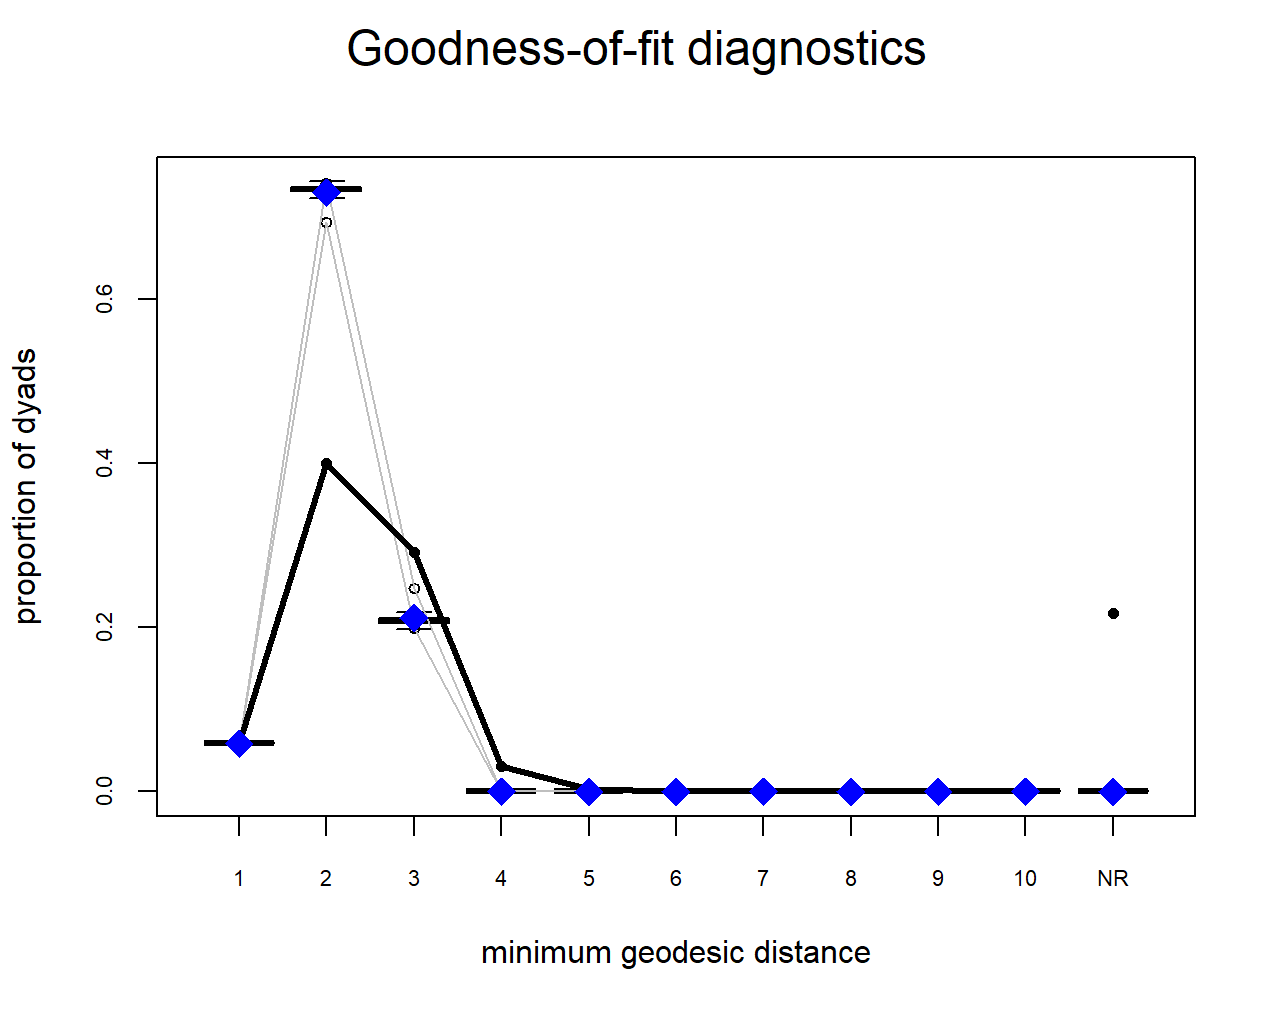 Goodness-of-fit diagnostics
proportion of dyads
0.6
0.4
0.2
0.0
1 2 3 4 5 6 7 8 9 10 NR
minimum geodesic distance